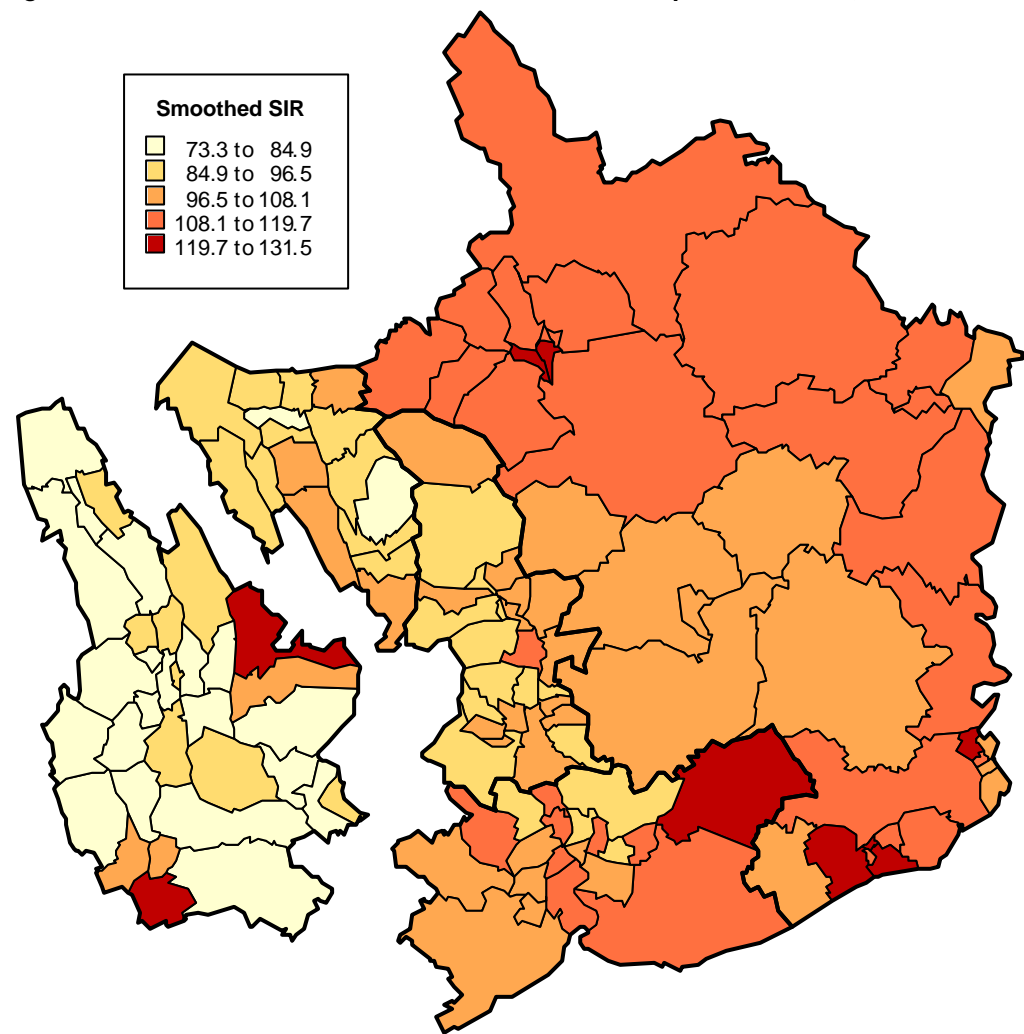 Smoothed SIR
73.3 to 84.9
84.9 to 96.5
96.5 to 108.1
108.1 to 119.7
119.7 to 131.5